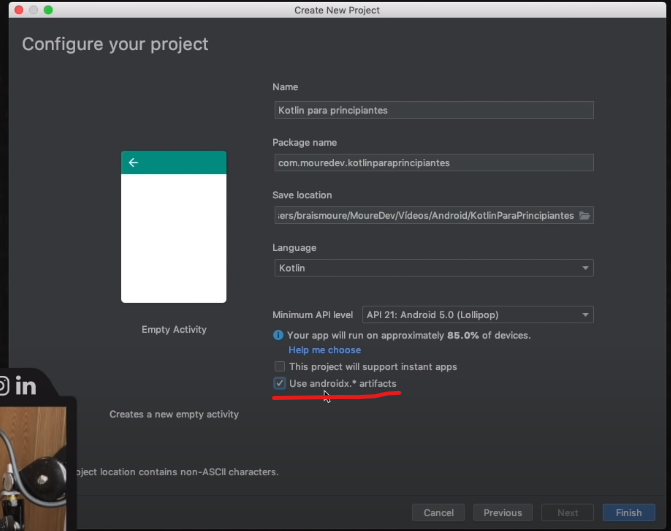 Create New Project
Configure your project
Name
Kotlin para principiantes
Package name
com.mouredev.kotlinparaprincipiantes
Save location
ers/braismoure/MoureDev/Vídeos/Android/KotlinParaPrincipiantes
Language
Kotlin
Minimum API level API 21: Android 5.0 (Lollipop)
Your app will run on approximately 85.0% of devices.
Help me choose
This project will support instant apps
Use androidx.* artifacts
Empty Activity
Creates a new empty activity
in
oject location contains non-ASCII characters.
Cancel Previous Next Finish